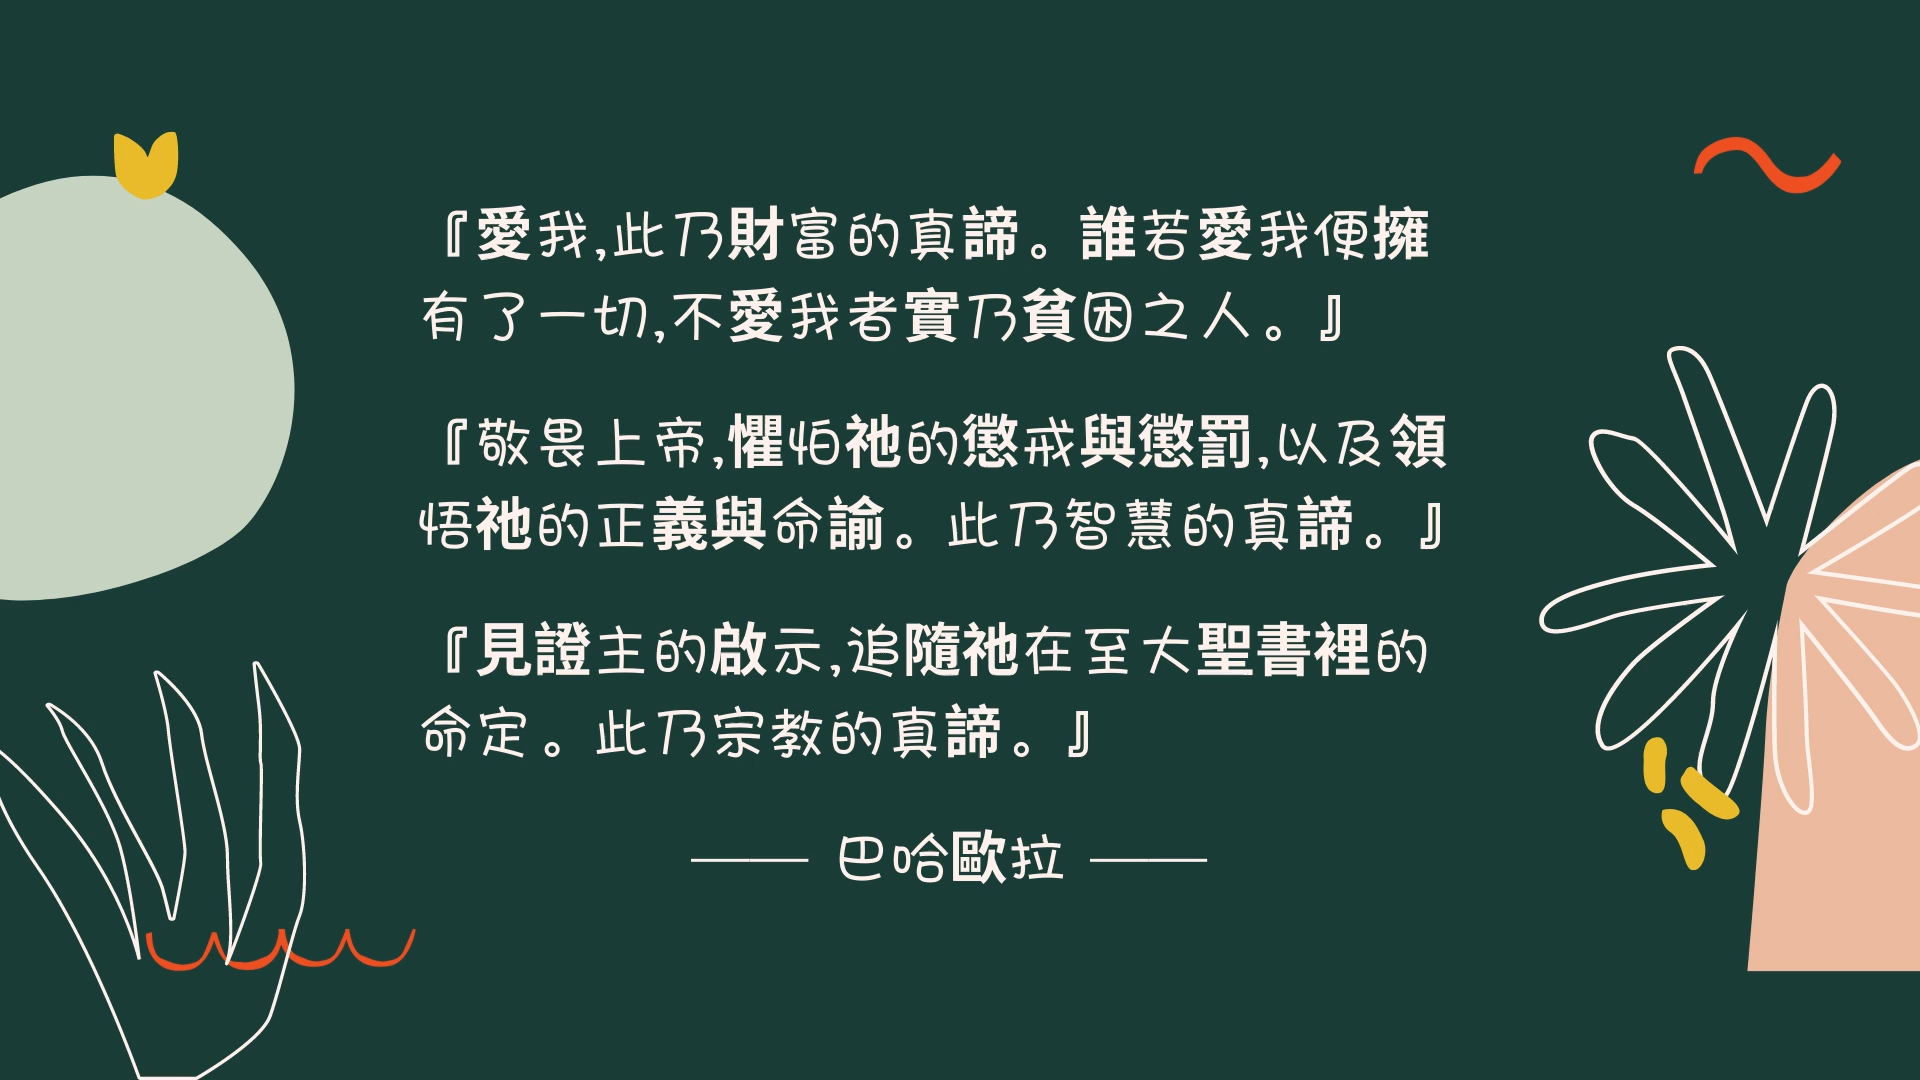 『愛我,此乃財富的真諦。誰若愛我便擁
有了一切,不愛我者實乃貧困之人。』
『敬畏上帝,懼怕祂的懲戒與懲罰,以及領
悟祂的正義與命諭。此乃智慧的真諦。』
『見證主的啟示,追隨祂在至大聖書裡的
命定。此乃宗教的真諦。』
—— 巴哈歐拉 ——